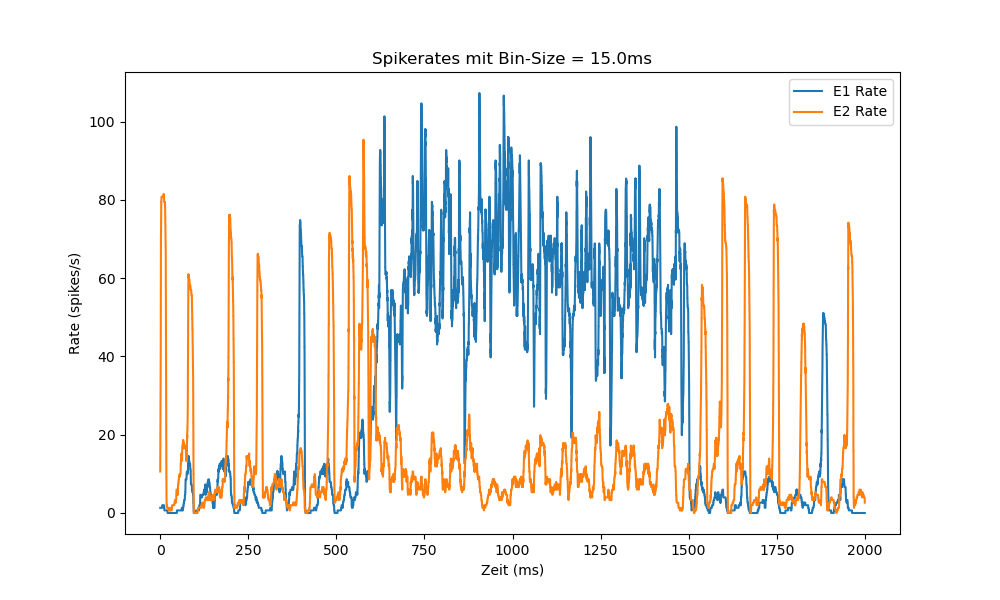 Spikerates mit Bin-Size = 15.0ms
E1 Rate
E2 Rate
Rate (spikes/s)
100
80
60
40
20
0
0 250 500 750 1000 1250 1500 1750 2000
Zeit (ms)